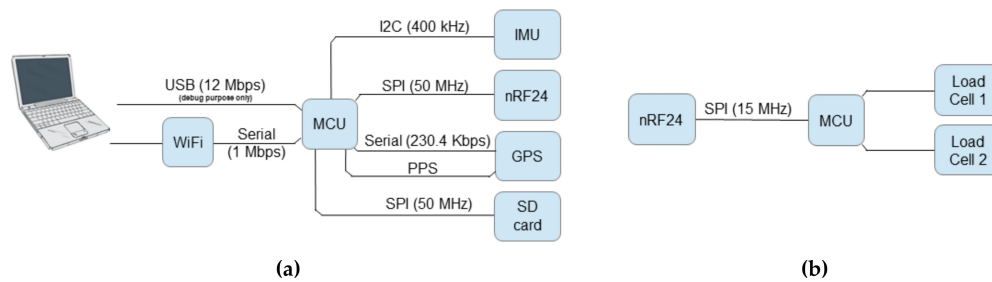 I2C (400 kHz)
IMU
USB (12 Mbps)
(debug purpose only)
SPI (50 MHz)
nRF24
MCU
WiFi
Serial
(1 Mbps)
Serial (230.4 Kbps)
PPS
GPS
SPI (50 MHz)
SD
card
(a)
nRF24
SPI (15 MHz)
MCU
Load
Cell 1
Load
Cell 2
(b)